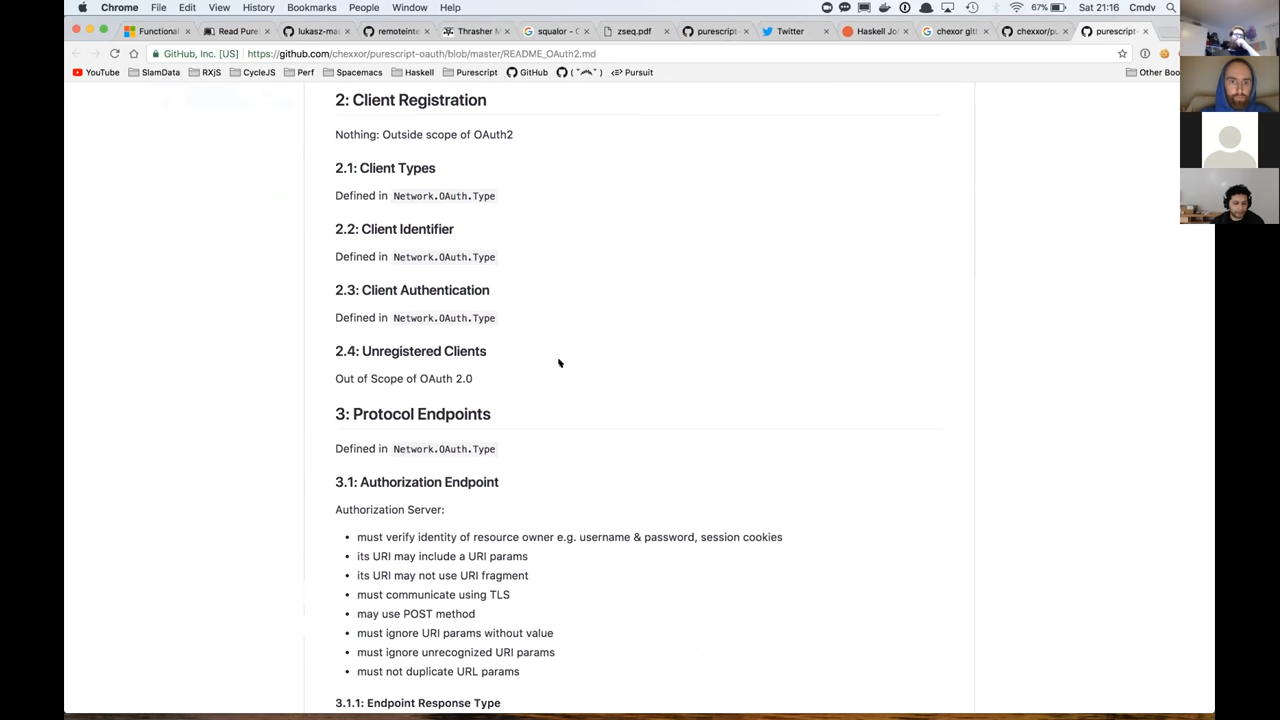 Chrome File Edit View History Bookmarks People Window Help 67% Sat 21:16 Cmdv
Functional Read Pure lukasz-ma remotein Thrasher M squalor - G zseq.pdf purescript- Twitter Haskell Jo chexor git chexxor/pu purescript-
GitHub, Inc. [US] https://github.com/chexxor/purescript-oauth/blob/master/README_OAuth2.md
YouTube SlamData RXjS CycleJS Perf Spacemacs Haskell Purescript GitHub Pursuit Other Boo
2: Client Registration
Nothing: Outside scope of OAuth2
2.1: Client Types
Defined in Network.OAuth.Type
2.2: Client Identifier
Defined in Network.OAuth.Type
2.3: Client Authentication
Defined in Network.OAuth.Type
2.4: Unregistered Clients
Out of Scope of OAuth 2.0
3: Protocol Endpoints
Defined in Network.OAuth.Type
3.1: Authorization Endpoint
Authorization Server:
• must verify identity of resource owner e.g. username & password, session cookies
• its URI may include a URI params
• its URI may not use URI fragment
• must communicate using TLS
• may use POST method
• must ignore URI params without value
• must ignore unrecognized URI params
• must not duplicate URL params
3.1.1: Endpoint Response Type